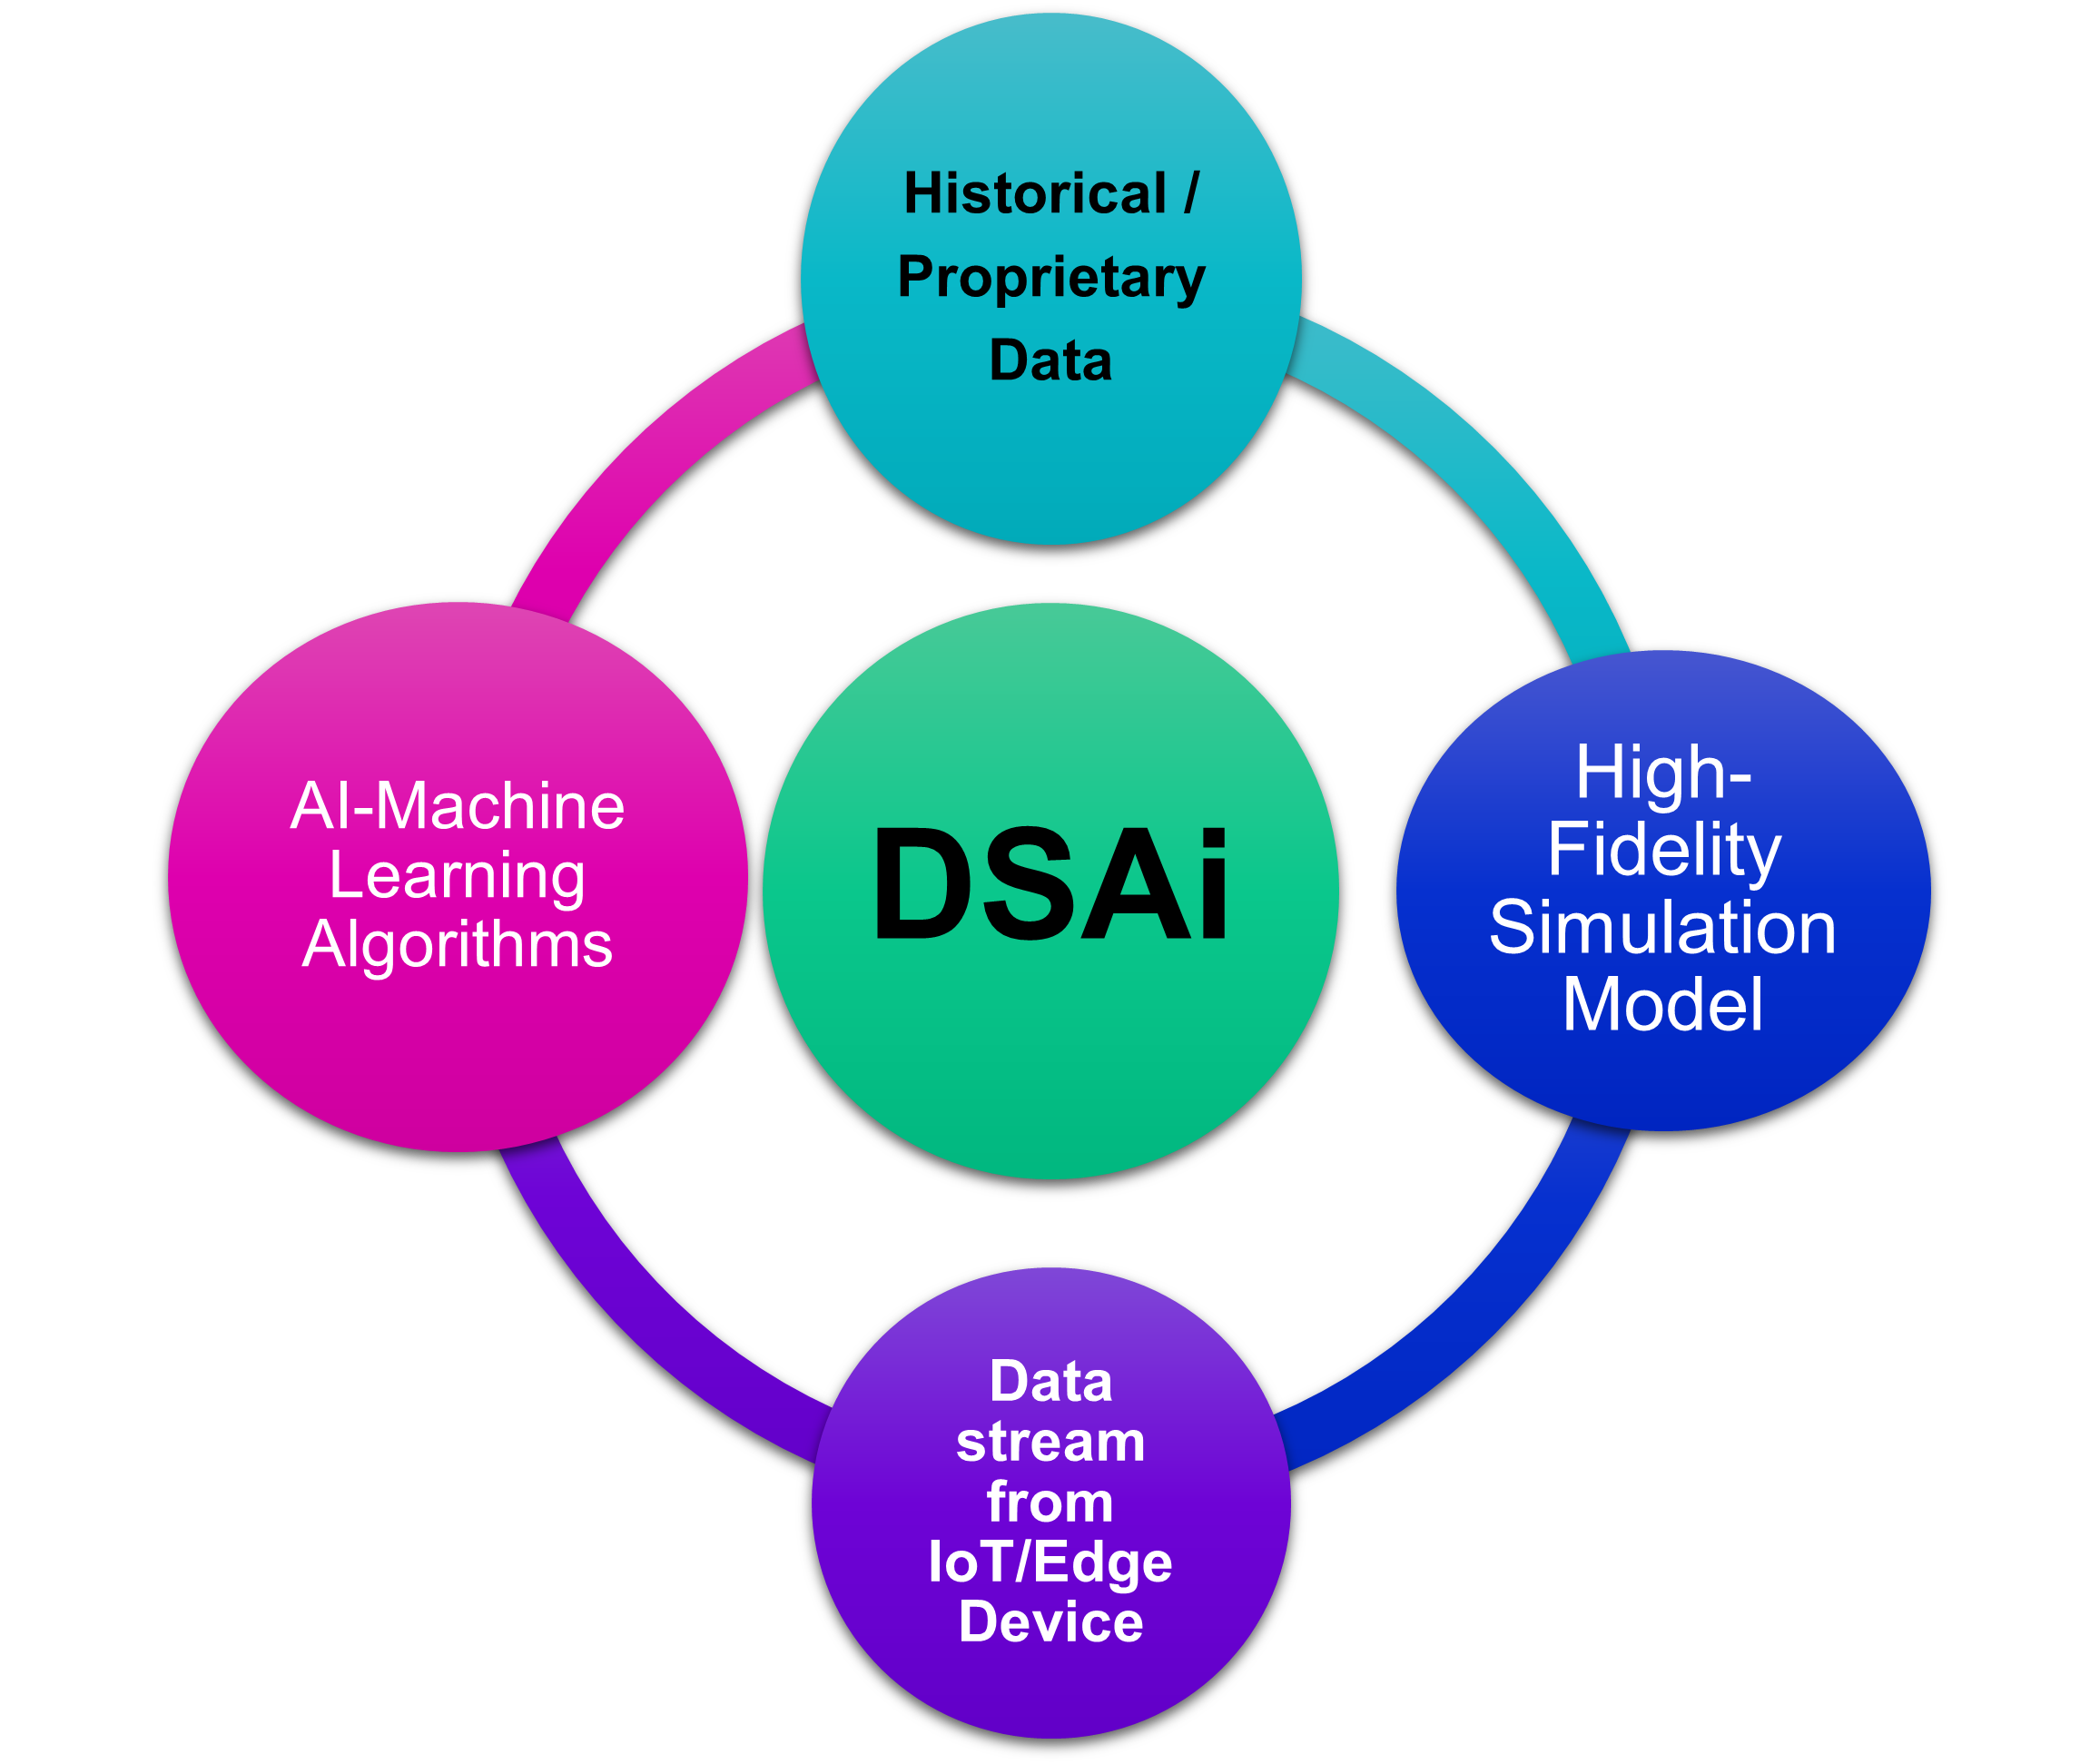 Historical /
Proprietary
Data
AI-Machine
Learning
Algorithms
DSAi
High-
Fidelity
Simulation
Model
Data
stream
from
IoT/Edge
Device